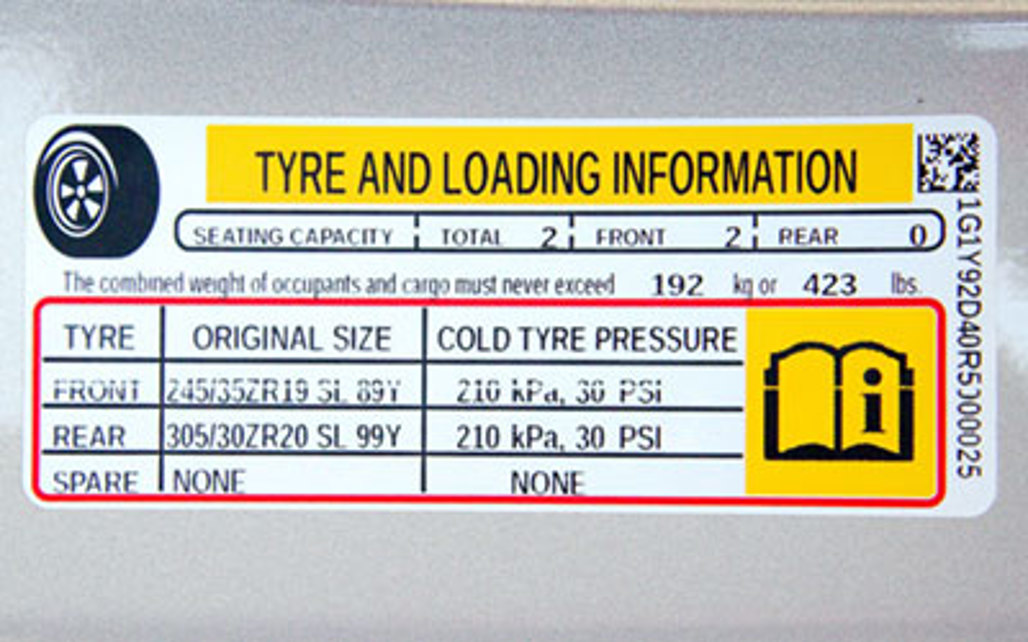 TYRE AND LOADING INFORMATION
SEATING CAPACITY TOTAL 2 FRONT 2 REAR 0
The combined weight of occupants and cargo must never exceed 192 kg or 423 lbs.
TYRE ORIGINAL SIZE COLD TYRE PRESSURE
FRONT 245/35ZR19 SL 89Y 210 kPa, 30 PSI
REAR 305/30ZR20 SL 99Y 210 kPa, 30 PSI
SPARE NONE NONE
i
1G1Y92D40R5000025